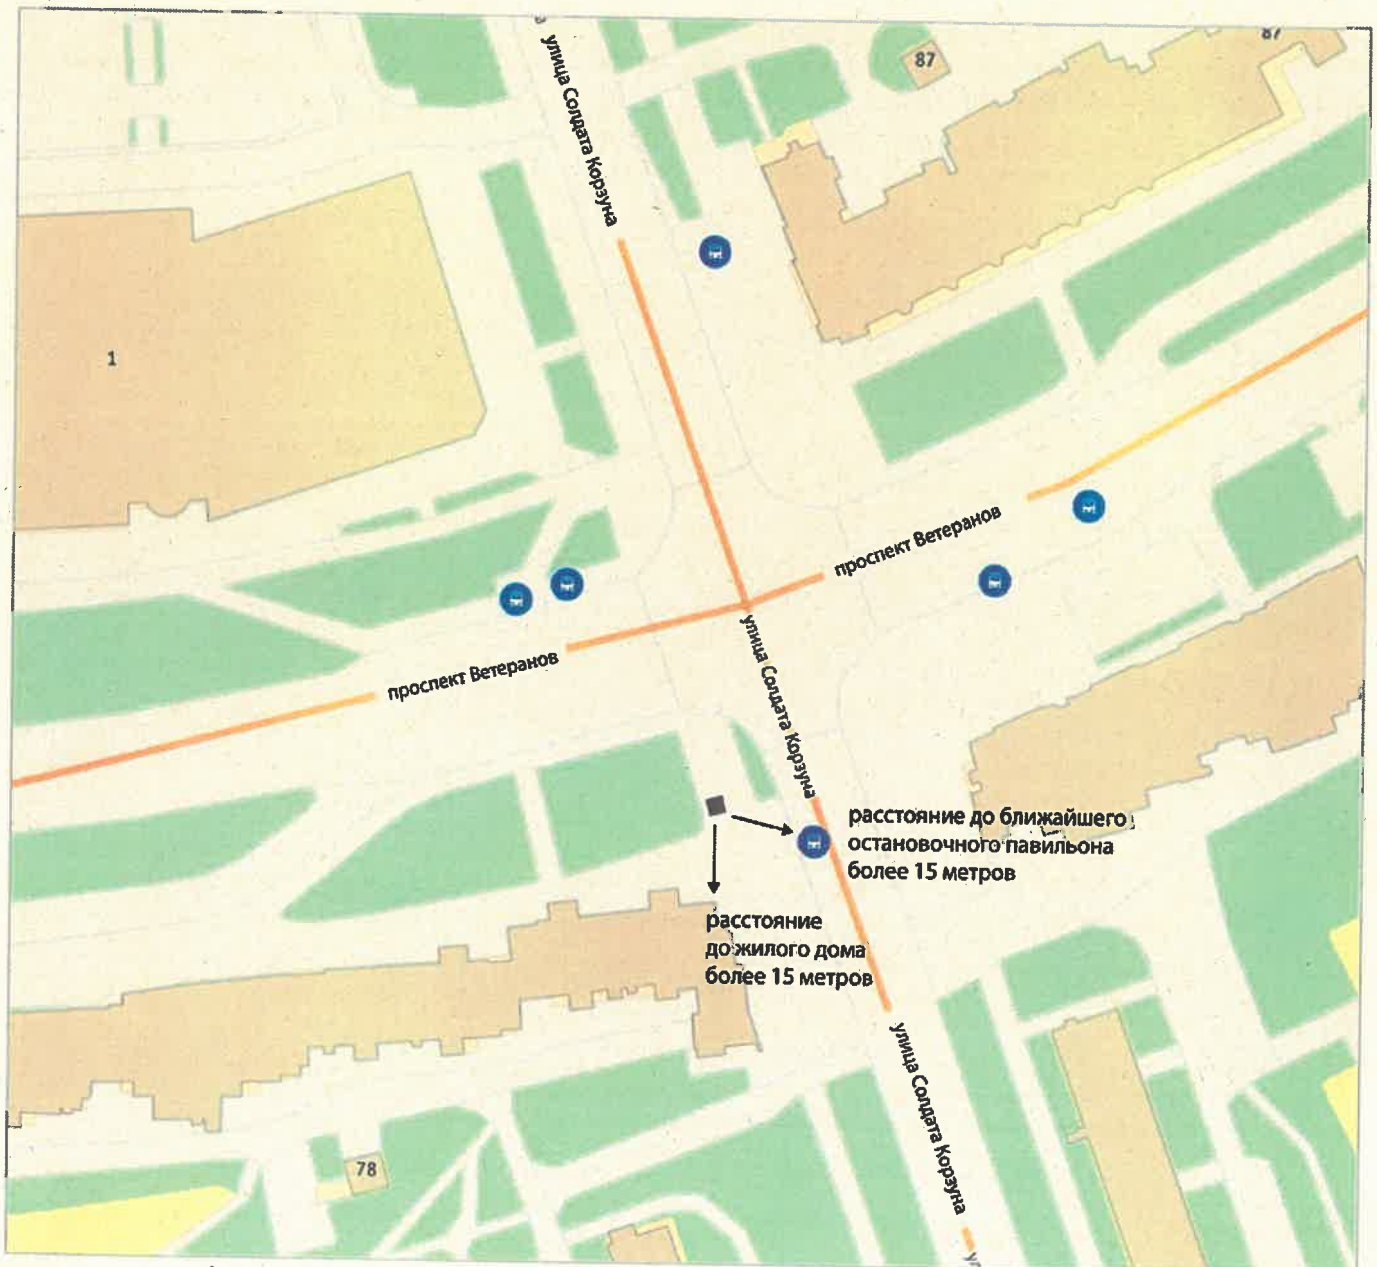 улица Солдата Корзуна
87
87
1
проспект Ветеранов
проспект Ветеранов
улица Солдата Корзуна
расстояние до ближайшего
остановочного павильона
более 15 метров
расстояние
до жилого дома
более 15 метров
улица Солдата Корзуна
78